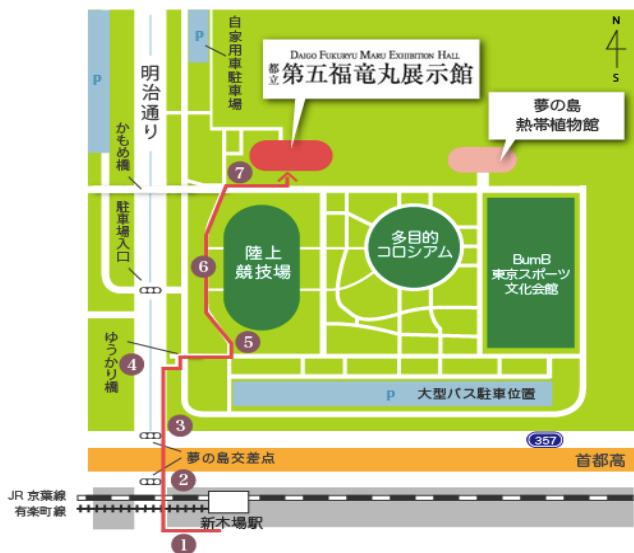 P
自家用車駐車場
P
明治通り
DAIGO FUKURYU MARU EXHIBITION HALL
都立 第五福竜丸展示館
N
S
夢の島
熱帯植物館
かもめ橋
7
駐車場入口
6
陸上
競技場
多目的
コロシアム
BumB
東京スポーツ
文化会館
5
ゆうかり橋
4
P 大型バス駐車位置
3
357
夢の島交差点
首都高
2
JR 京葉線
有楽町線
新木場駅
1